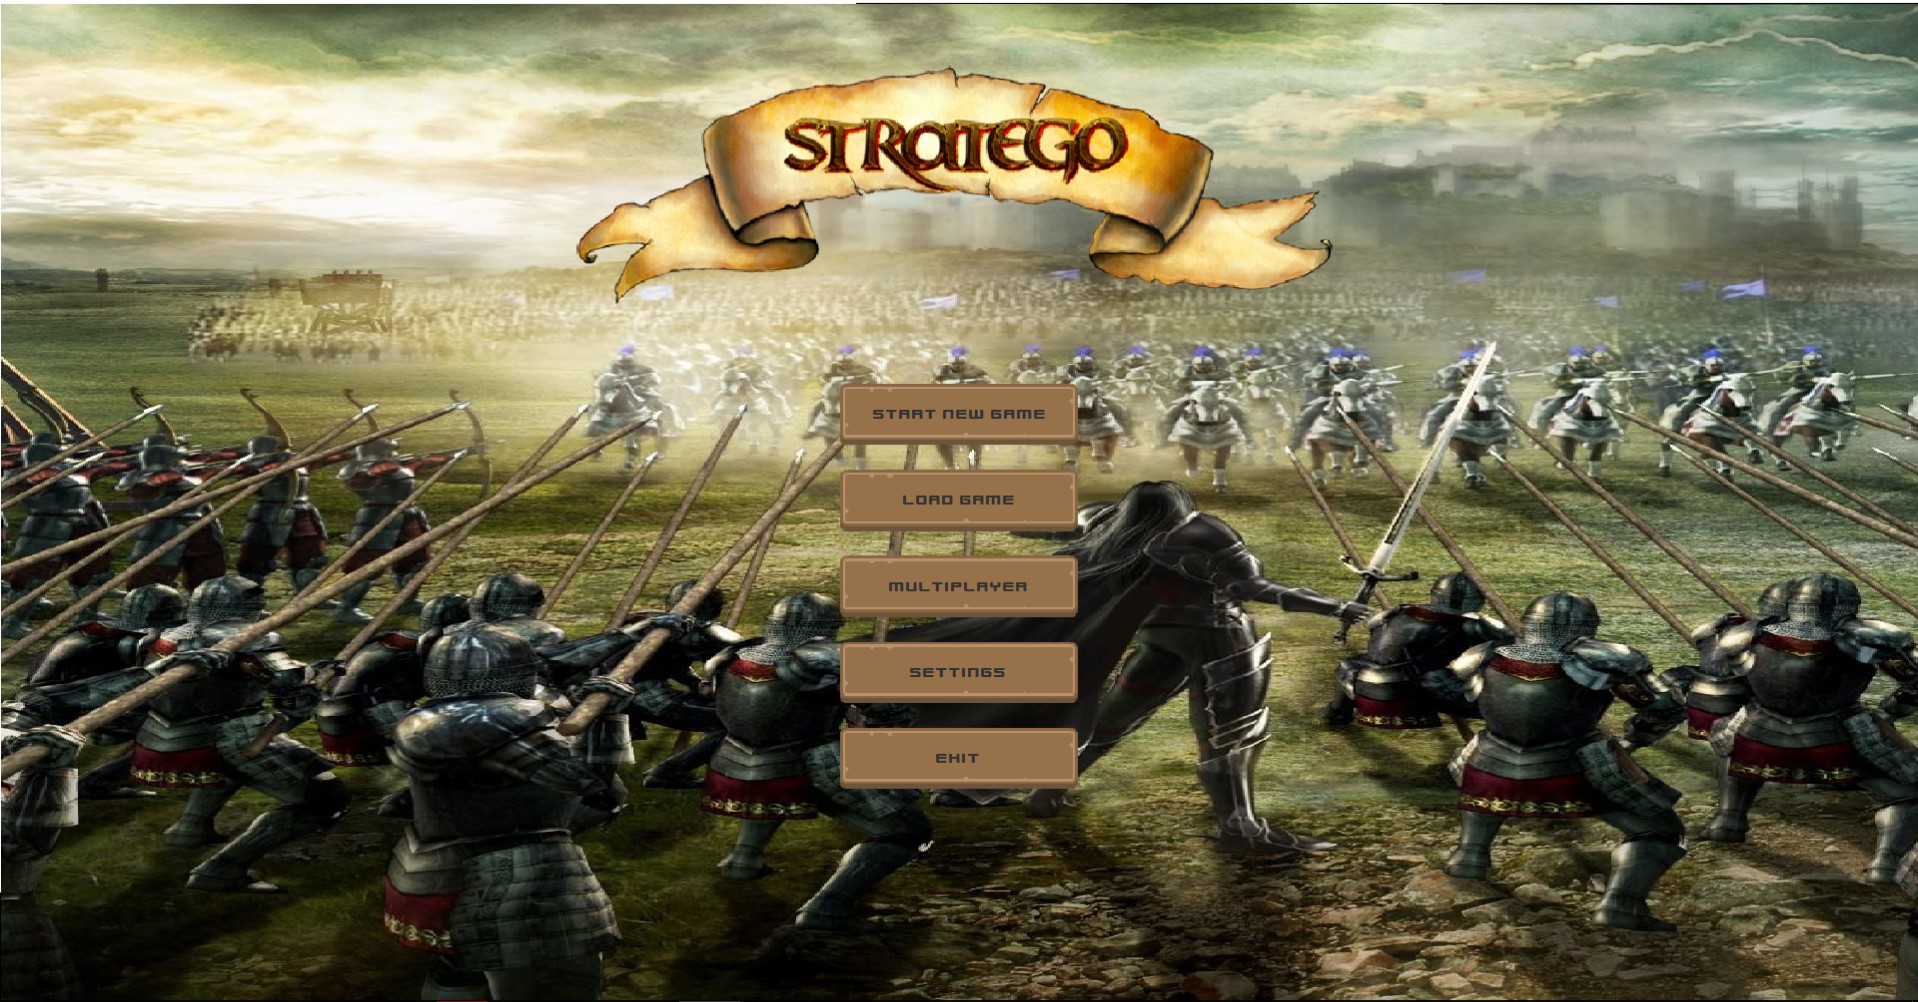 STRATEGO
START NEW GAME
LOAD GAME
MULTIPLAYER
SETTINGS
EXIT